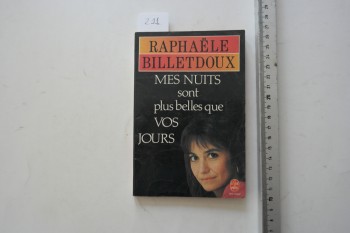 RAPHAËLE
BILLETDOUX
MES NUITS
sont
plus belles que
VOS
JOURS